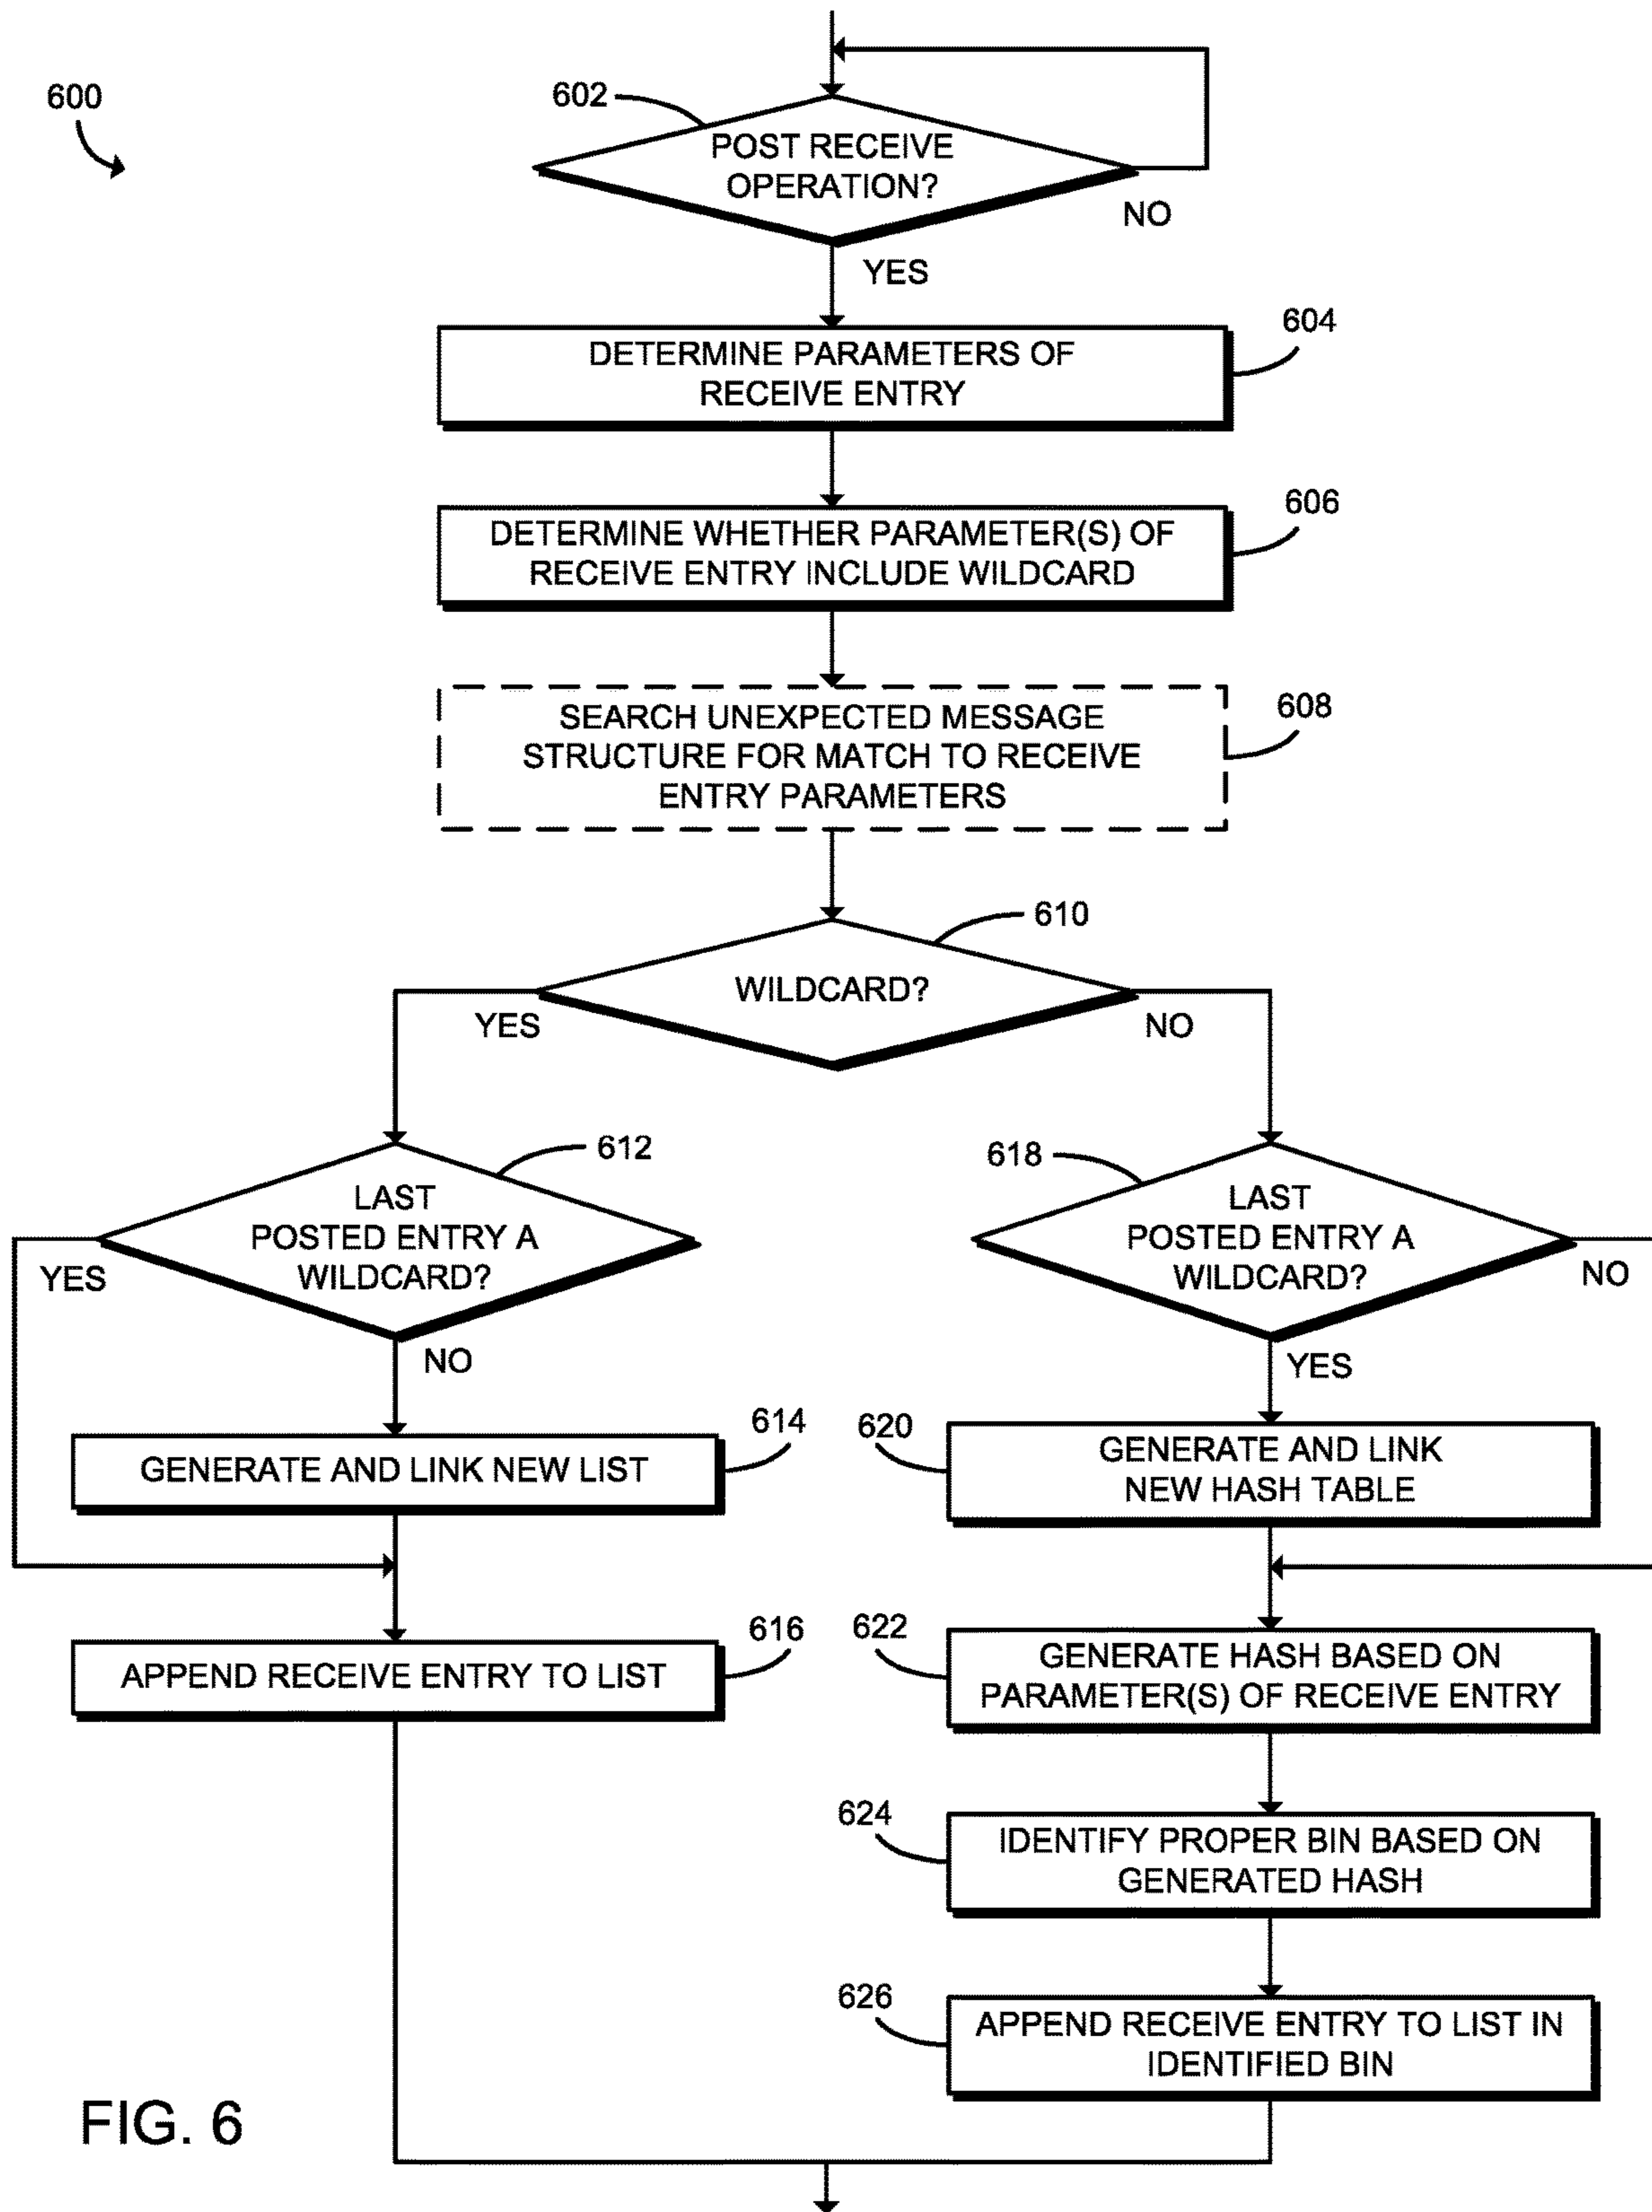 600
602
POST RECEIVE
OPERATION?
NO
YES
604
DETERMINE PARAMETERS OF
RECEIVE ENTRY
606
DETERMINE WHETHER PARAMETER(S) OF
RECEIVE ENTRY INCLUDE WILDCARD
608
SEARCH UNEXPECTED MESSAGE
STRUCTURE FOR MATCH TO RECEIVE
ENTRY PARAMETERS
610
WILDCARD?
YES
NO
612
LAST
POSTED ENTRY A
WILDCARD?
YES
NO
614
GENERATE AND LINK NEW LIST
616
APPEND RECEIVE ENTRY TO LIST
618
LAST
POSTED ENTRY A
WILDCARD?
NO
YES
620
GENERATE AND LINK
NEW HASH TABLE
622
GENERATE HASH BASED ON
PARAMETER(S) OF RECEIVE ENTRY
624
IDENTIFY PROPER BIN BASED ON
GENERATED HASH
626
APPEND RECEIVE ENTRY TO LIST IN
IDENTIFIED BIN
FIG. 6